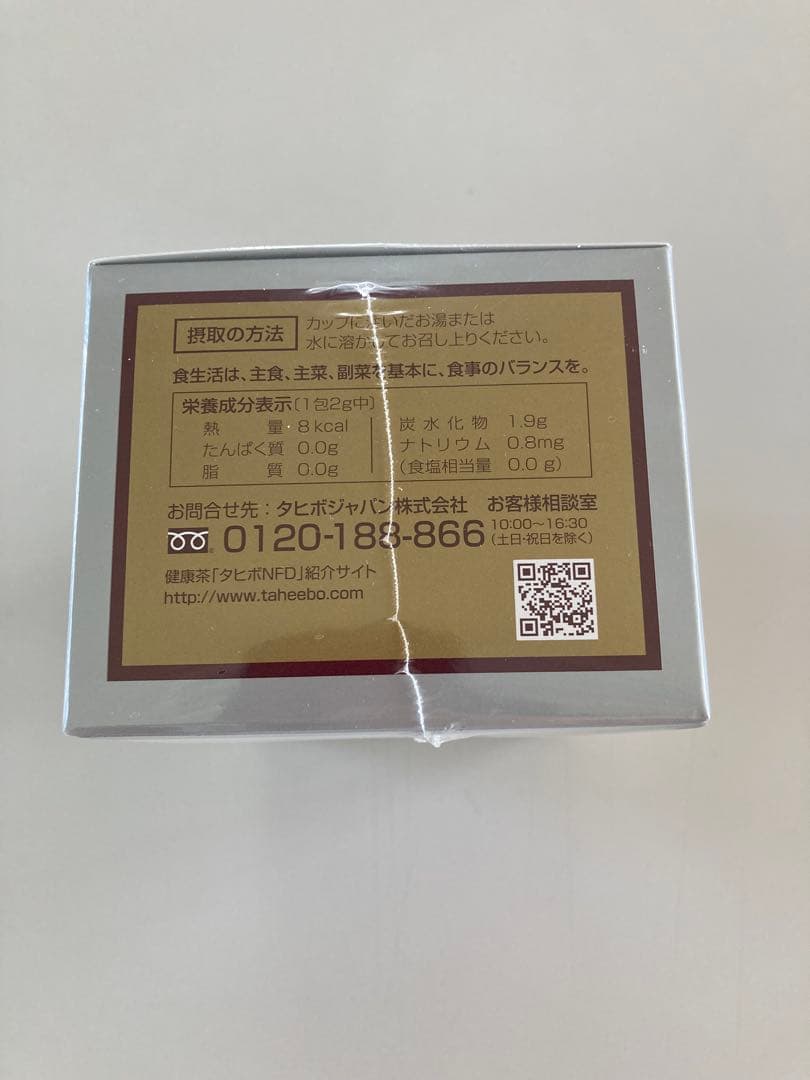 摂取の方法
カップに注いだお湯または
水に溶かしてお召し上りください。
食生活は、主食、主菜、副菜を基本に、食事のバランスを。
栄養成分表示〔1包2g中〕
熱量 8kcal
たんぱく質 0.0g
脂質 0.0g
炭水化物 1.9g
ナトリウム 0.8mg
(食塩相当量 0.0g)
お問合せ先:タヒボジャパン株式会社 お客様相談室
0120-188-866
10:00〜16:30
(土日・祝日を除く)
健康茶「タヒボNFD」紹介サイト
http://www.taheebo.com